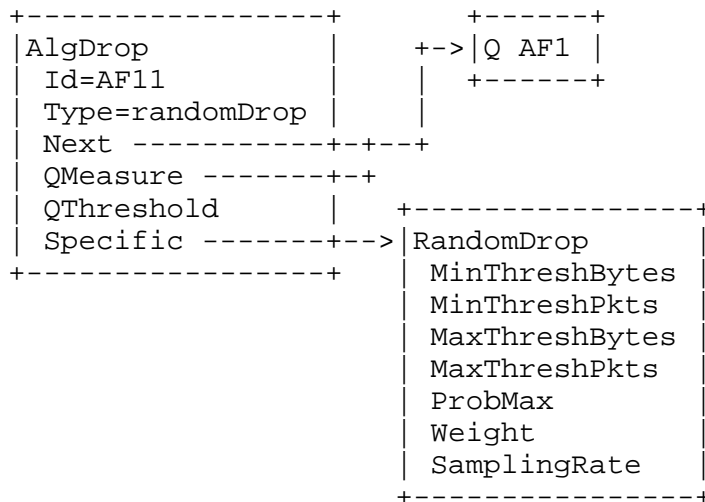 +-----------------+       +------+
|AlgDrop          |    +->|Q AF1 |
| Id=AF11         |    |  +------+
| Type=randomDrop |    |
| Next -----------+-+--+
| QMeasure -------+-+
| QThreshold      |   +-----------------+
| Specific -------+-->|RandomDrop       |
+-----------------+   | MinThreshBytes  |
                      | MinThreshPkts   |
                      | MaxThreshBytes  |
                      | MaxThreshPkts   |
                      | ProbMax         |
                      | Weight          |
                      | SamplingRate    |
                      +-----------------+